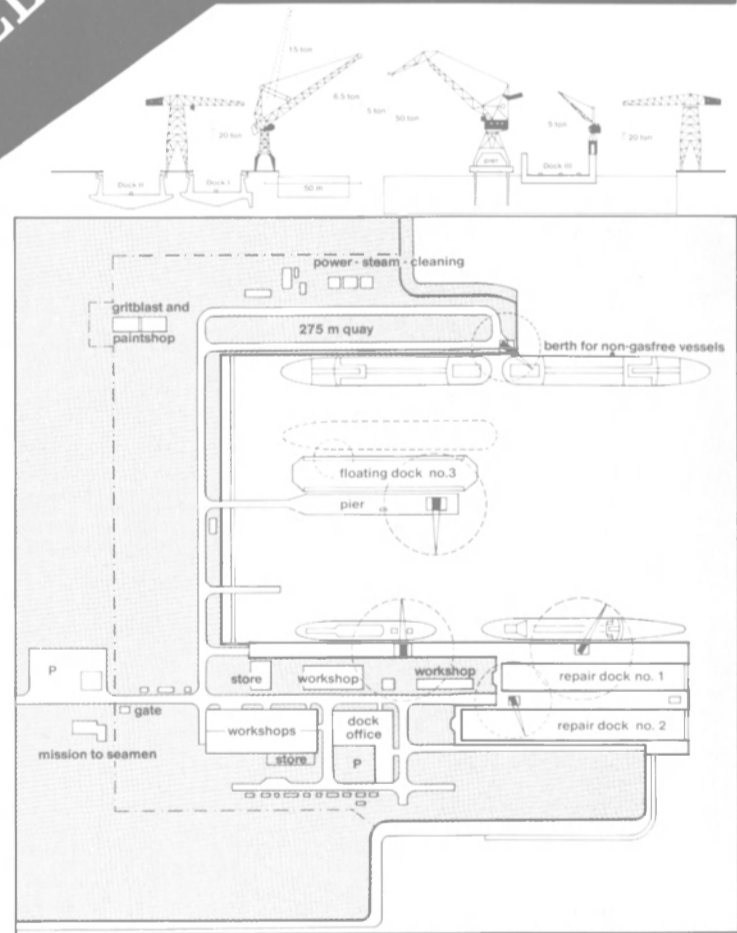 15 ton
6.5 ton
5 ton
50 ton
20 ton
5 ton
20 ton
pier
Dock II
Dock I
50 m
Dock III
power - steam - cleaning
gritblast and
paintshop
275 m quay
berth for non-gasfree vessels
floating dock no.3
pier
P
store
workshop
workshop
repair dock no. 1
gate
workshops
dock
office
repair dock no. 2
mission to seamen
store
P